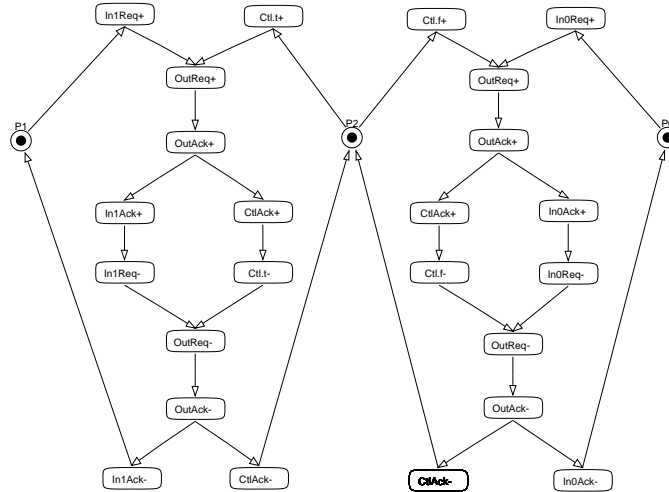 In1Req+ Ctl.t+ Ctl.f+ In0Req+
OutReq+ OutReq+
P1 P2
OutAck+ OutAck+
In1Ack+ CtlAck+ CtlAck+ In0Ack+
In1Req- Ctl.t- Ctl.f- In0Req-
OutReq- OutReq-
OutAck- OutAck-
In1Ack- CtlAck- CtlAck- In0Ack-